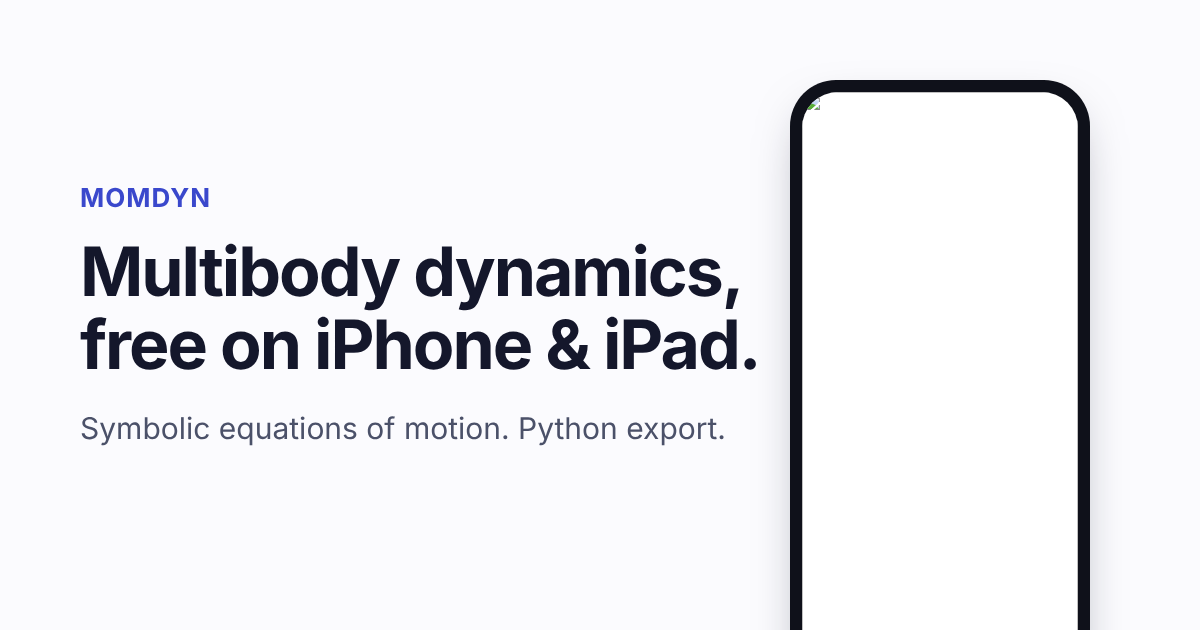 MOMDYN
Multibody dynamics,
free on iPhone & iPad.
Symbolic equations of motion. Python export.